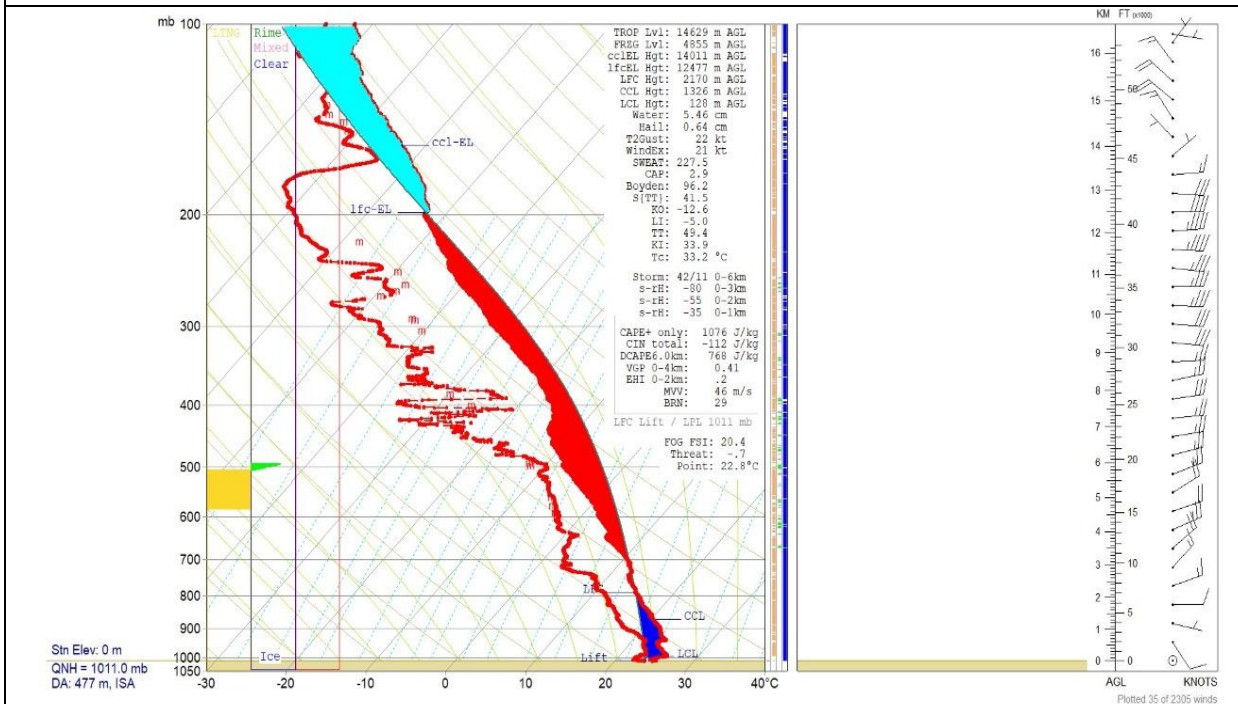 mb
KM FT (x1000)
100
LTNG Rime
Mixed
Clear
TROP Lvl: 14629 m AGL
FRZG Lvl: 4855 m AGL
cclEL Hgt: 14011 m AGL
lfcEL Hgt: 12477 m AGL
LFC Hgt: 2170 m AGL
CCL Hgt: 1326 m AGL
LCL Hgt: 128 m AGL
Water: 5.46 cm
Hail: 0.64 cm
T2Gust: 22 kt
WindEx: 21 kt
SWEAT: 227.5
CAP: 2.9
Boyden: 96.2
S[TT]: 41.5
KO: -12.6
LI: -5.0
TT: 49.4
KI: 33.9
Tc: 33.2 °C
Storm: 42/11 0-6km
s-rH: -80 0-3km
s-rH: -55 0-2km
s-rH: -35 0-1km
CAPE+ only: 1076 J/kg
CIN total: -112 J/kg
DCAPE6.0km: 768 J/kg
VGP 0-4km: 0.41
EHI 0-2km: .2
MVV: 46 m/s
BRN: 29
LFC Lift / LPL 1011 mb
FOG FSI: 20.4
Threat: -.7
Point: 22.8°C
ccl-EL
lfc-EL
200
300
400
500
600
700
800
900
1000
1050
CCL
LCL
Lift
Ice
Stn Elev: 0 m
QNH = 1011.0 mb
DA: 477 m, ISA
-30 -20 -10 0 10 20 30 40°C
16
15
14
13
12
11
10
9
8
7
6
5
4
3
2
1
0
50
45
40
35
30
25
20
15
10
5
0
AGL
KNOTS
Plotted 35 of 2305 winds